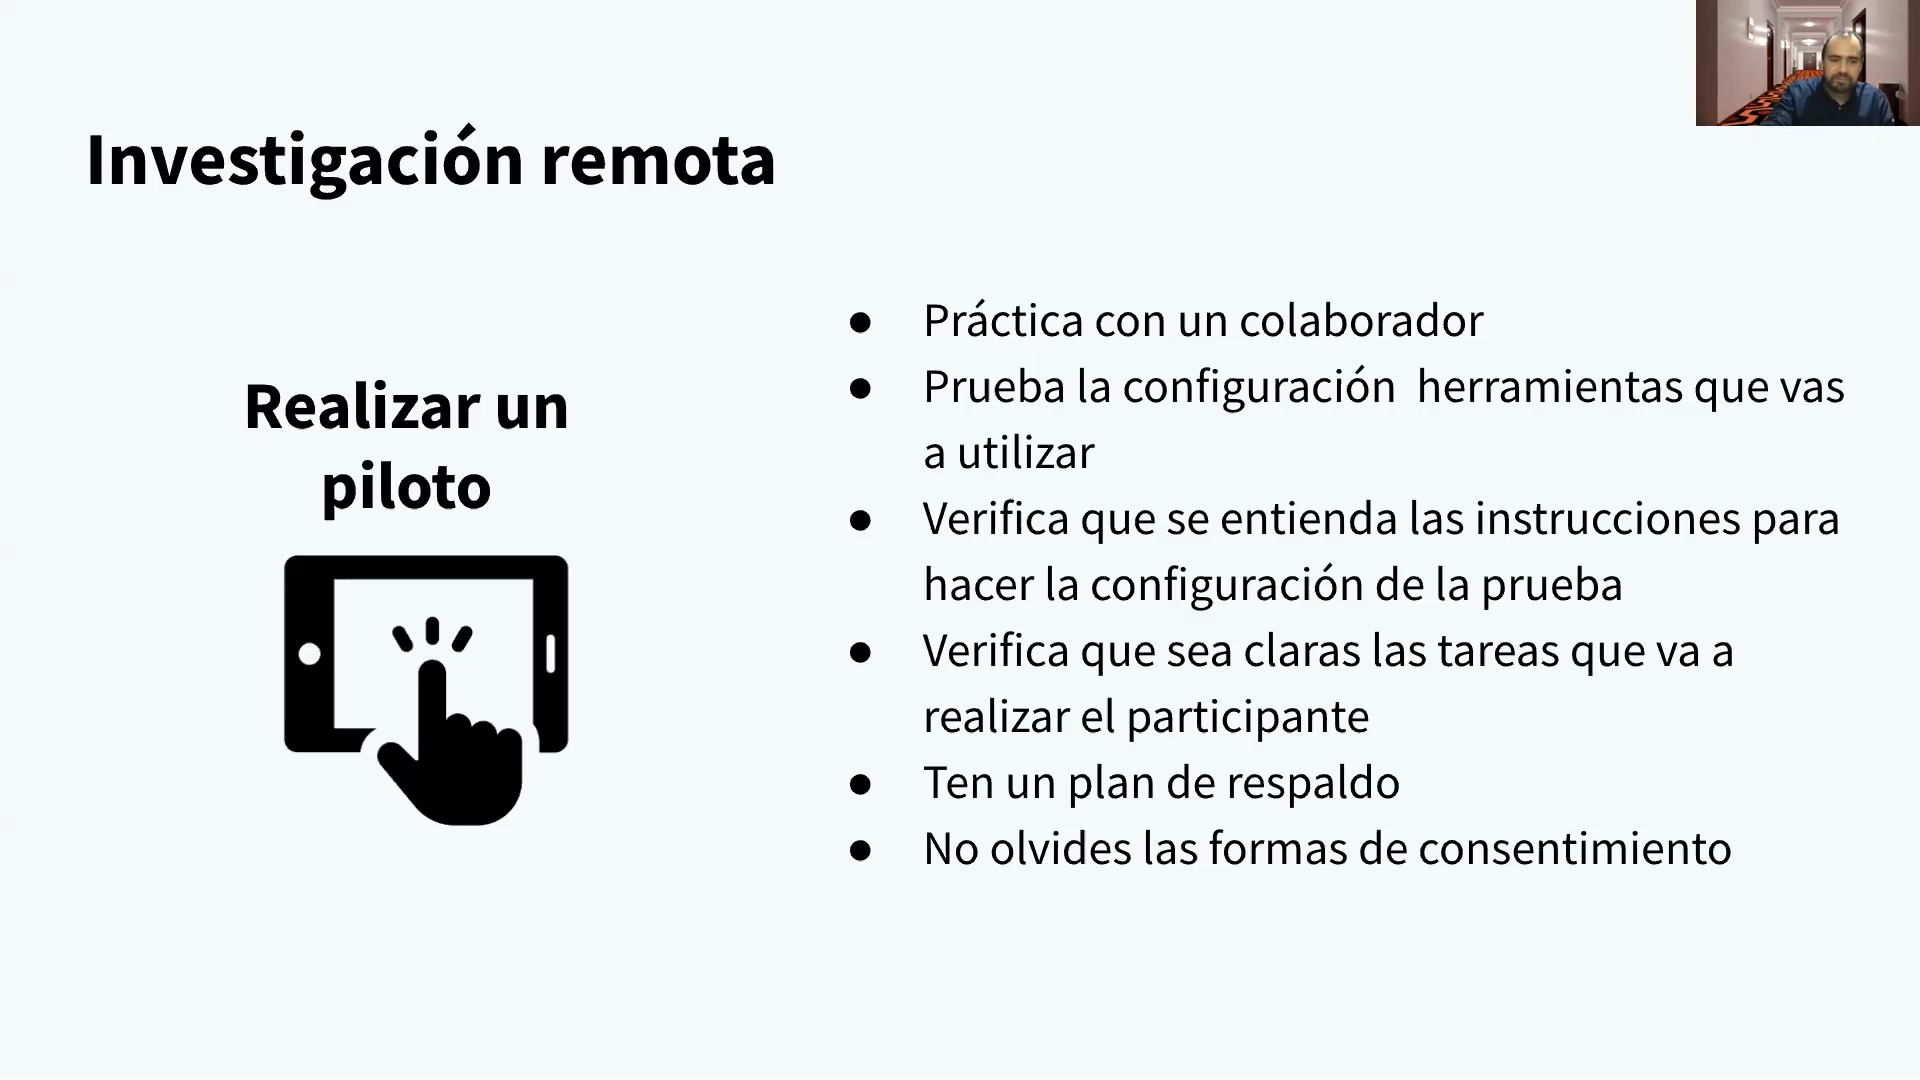 Investigación remota
Realizar un
piloto
● Práctica con un colaborador
● Prueba la configuración  herramientas que vas
a utilizar
● Verifica que se entienda las instrucciones para
hacer la configuración de la prueba
● Verifica que sea claras las tareas que va a
realizar el participante
● Ten un plan de respaldo
● No olvides las formas de consentimiento